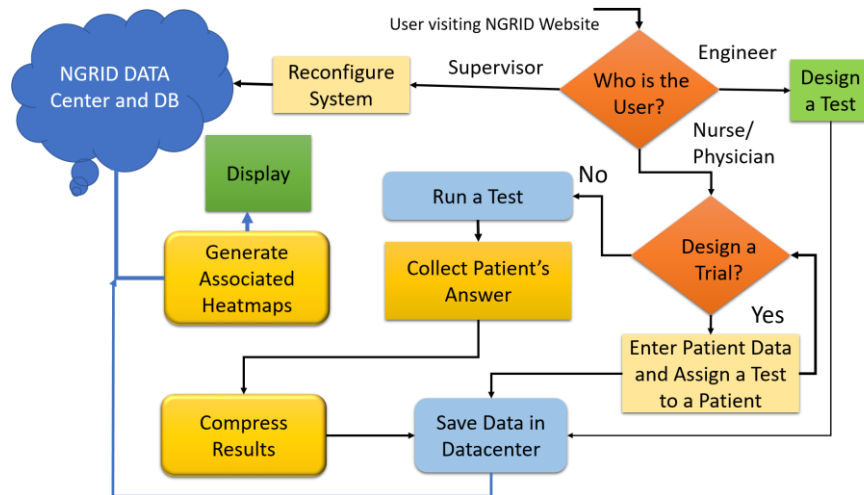 User visiting NGRID Website
NGRID DATA
Center and DB
Reconfigure
System
Supervisor
Who is the
User?
Engineer
Design
a Test
Nurse/
Physician
Display
No
Run a Test
Design a
Trial?
Generate
Associated
Heatmaps
Collect Patient's
Answer
Yes
Enter Patient Data
and Assign a Test
to a Patient
Compress
Results
Save Data in
Datacenter